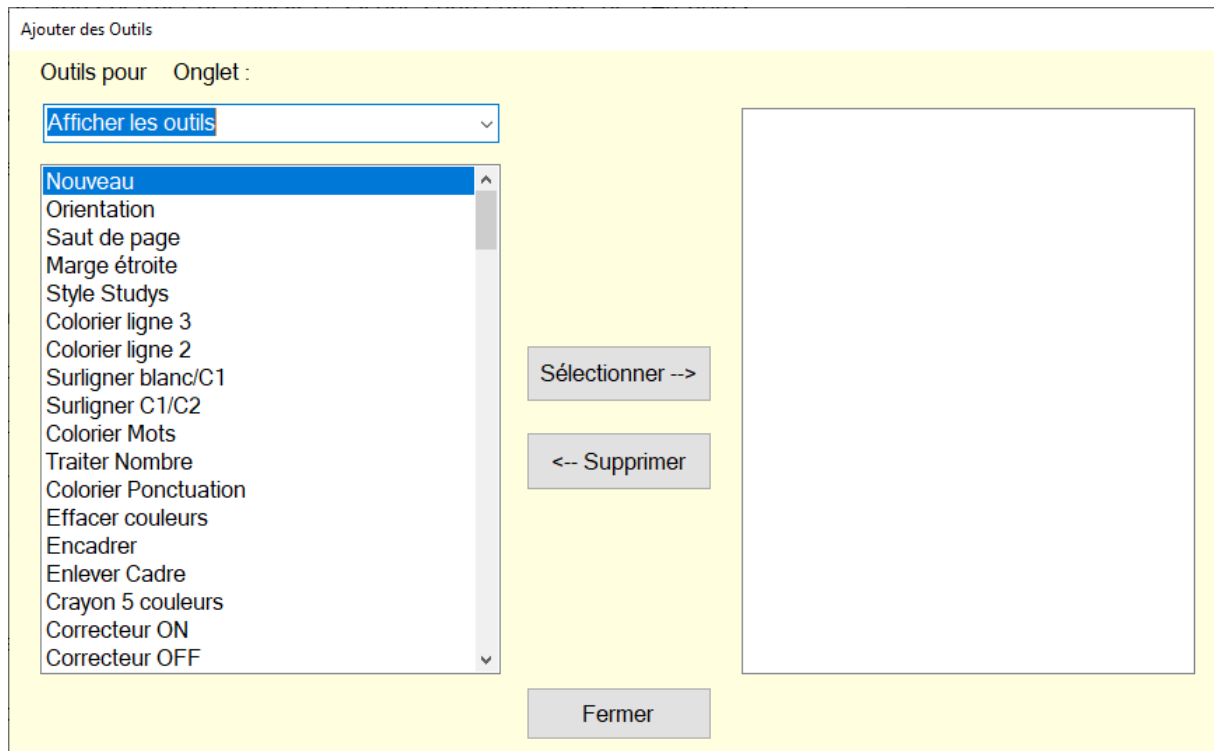 Ajouter des Outils
Outils pour Onglet :
Afficher les outils
Nouveau
Orientation
Saut de page
Marge étroite
Style Studys
Colorier ligne 3
Colorier ligne 2
Surligner blanc/C1
Surligner C1/C2
Colorier Mots
Traiter Nombre
Colorier Ponctuation
Effacer couleurs
Encadrer
Enlever Cadre
Crayon 5 couleurs
Correcteur ON
Correcteur OFF
Sélectionner -->
<-- Supprimer
Fermer